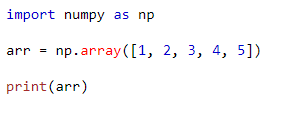 import numpy as np
arr = np.array([1, 2, 3, 4, 5])
print(arr)